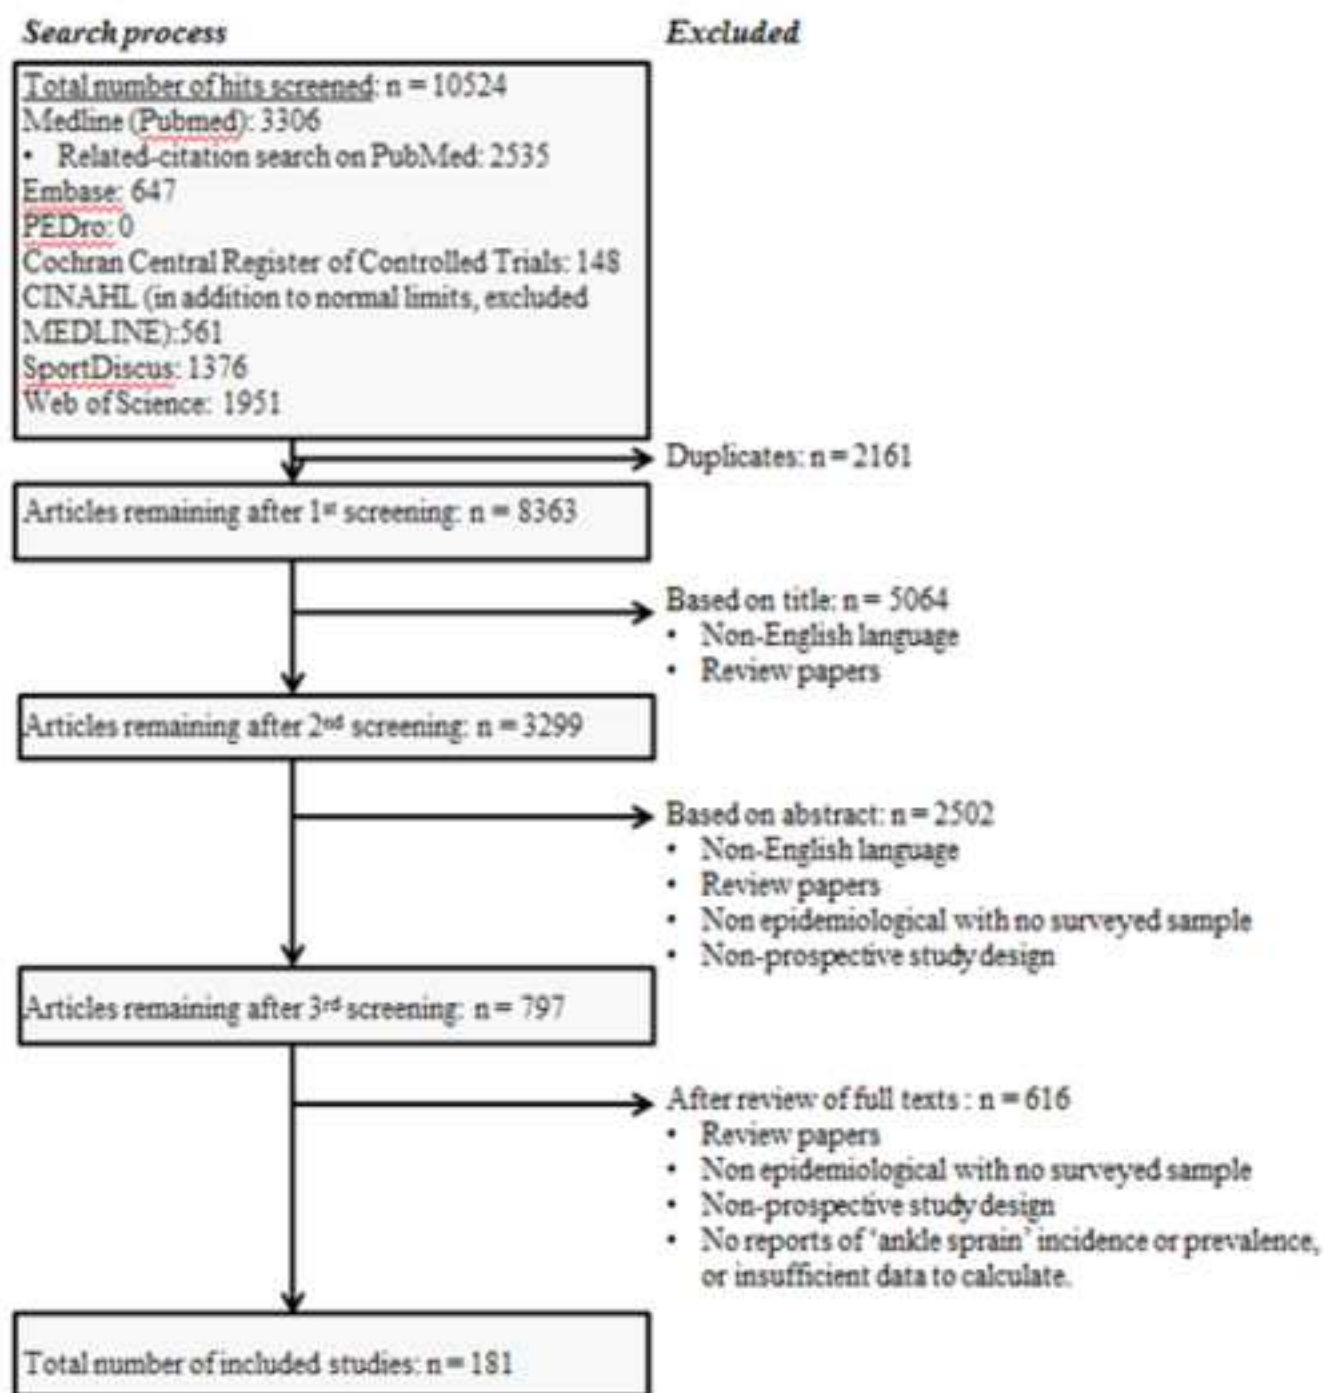 Search process
Excluded
Total number of hits screened: n = 10524
Medline (Pubmed): 3306
• Related-citation search on PubMed: 2535
Embase: 647
PEDro: 0
Cochran Central Register of Controlled Trials: 148
CINAHL (in addition to normal limits, excluded
MEDLINE):561
SportDiscus: 1376
Web of Science: 1951
Duplicates: n = 2161
Articles remaining after 1st screening: n = 8363
Based on title: n = 5064
• Non-English language
• Review papers
Articles remaining after 2nd screening: n = 3299
Based on abstract: n = 2502
• Non-English language
• Review papers
• Non epidemiological with no surveyed sample
• Non-prospective study design
Articles remaining after 3rd screening: n = 797
After review of full texts : n = 616
• Review papers
• Non epidemiological with no surveyed sample
• Non-prospective study design
• No reports of ‘ankle sprain’ incidence or prevalence,
or insufficient data to calculate.
Total number of included studies: n = 181